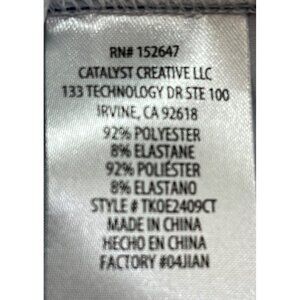 RN# 152647
CATALYST CREATIVE LLC
133 TECHNOLOGY DR STE 100
IRVINE, CA 92618
92% POLYESTER
8% ELASTANE
92% POLIÉSTER
8% ELASTANO
STYLE # TK0E2409CT
MADE IN CHINA
HECHO EN CHINA
FACTORY #04JIAN